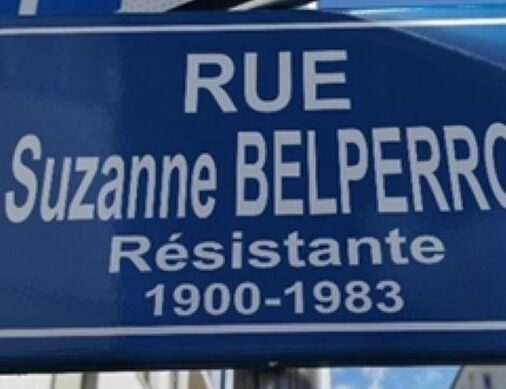 RUE
Suzanne BELPERRO
Résistante
1900-1983